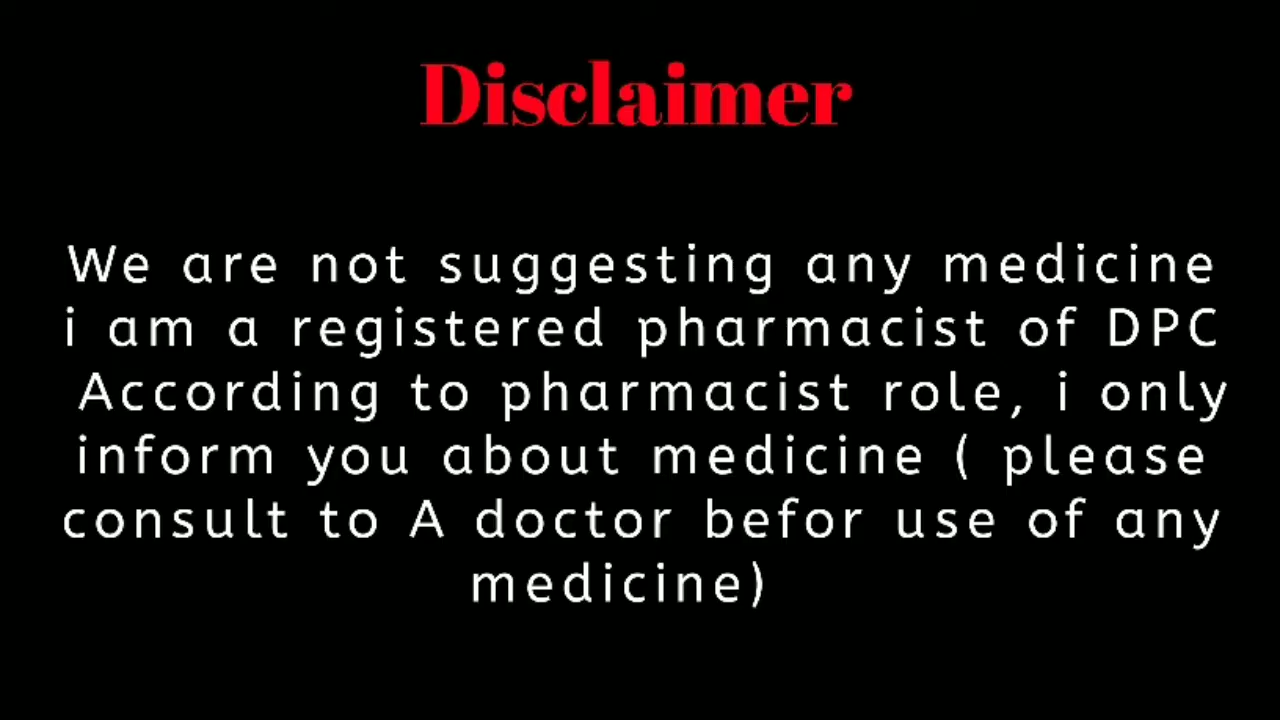 Disclaimer
We are not suggesting any medicine
i am a registered pharmacist of DPC
According to pharmacist role, i only
inform you about medicine ( please
consult to A doctor befor use of any
medicine)